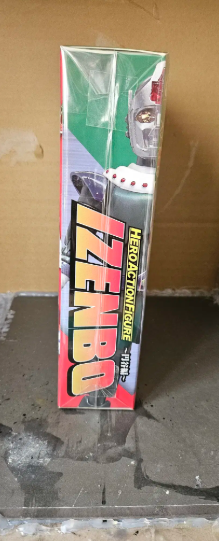 HERO ACTION FIGURE
IZENBO